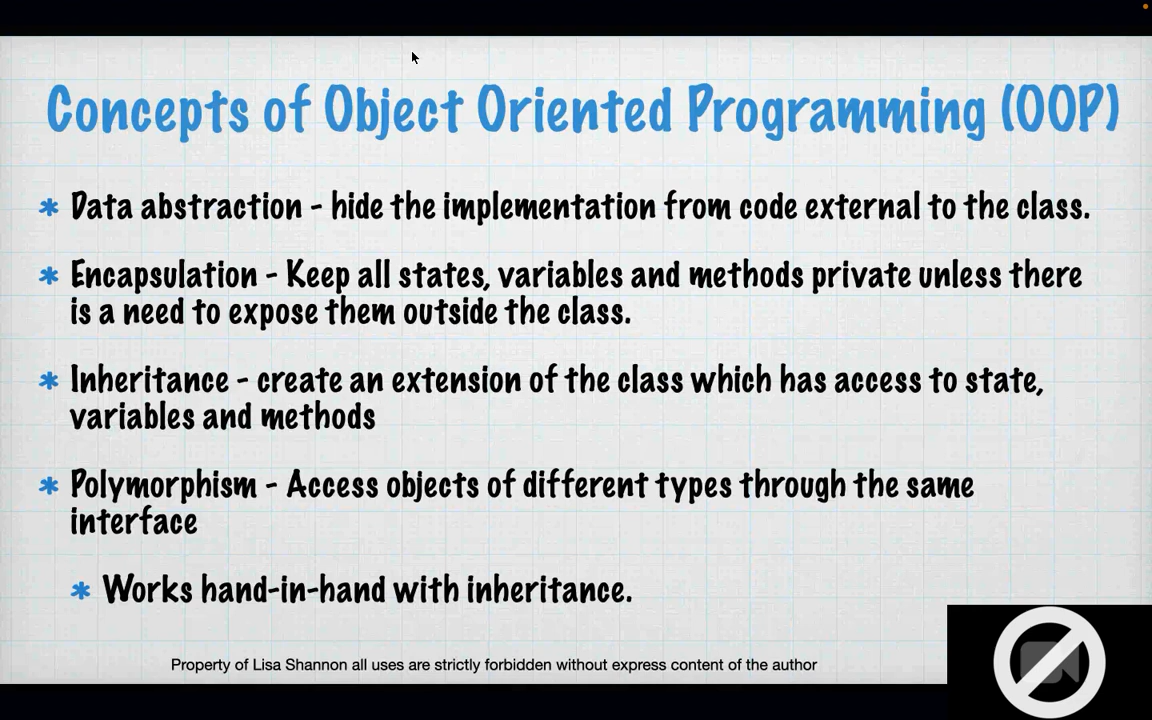 Concepts of Object Oriented Programming (OOP)
* Data abstraction - hide the implementation from code external to the class.
* Encapsulation - Keep all states, variables and methods private unless there
is a need to expose them outside the class.
* Inheritance - create an extension of the class which has access to state,
variables and methods
* Polymorphism - Access objects of different types through the same
interface
* Works hand-in-hand with inheritance.
Property of Lisa Shannon all uses are strictly forbidden without express content of the author